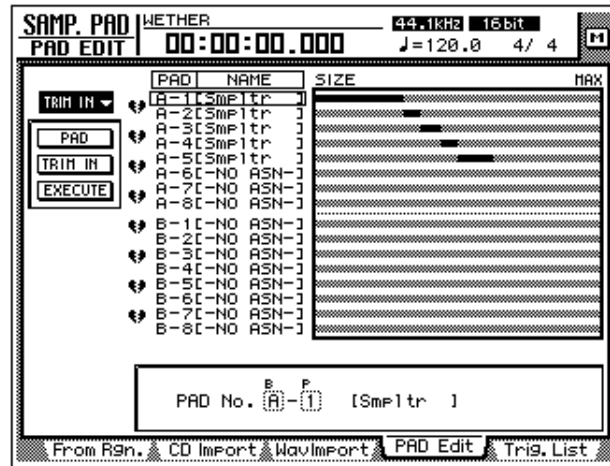 SAMP. PAD
PAD EDIT
WETHER
00:00:00.000
44.1kHz 16bit
♩=120.0 4/ 4
M
PAD NAME SIZE MAX
TRIM IN
PAD
TRIM IN
EXECUTE
A-1[Smpltr ]
A-2[Smpltr ]
A-3[Smpltr ]
A-4[Smpltr ]
A-5[Smpltr ]
A-6[-NO ASN-]
A-7[-NO ASN-]
A-8[-NO ASN-]
B-1[-NO ASN-]
B-2[-NO ASN-]
B-3[-NO ASN-]
B-4[-NO ASN-]
B-5[-NO ASN-]
B-6[-NO ASN-]
B-7[-NO ASN-]
B-8[-NO ASN-]
B P
PAD No. A-1 [Smpltr ]
From Rgn. CD Import WavImport PAD Edit Trig. List